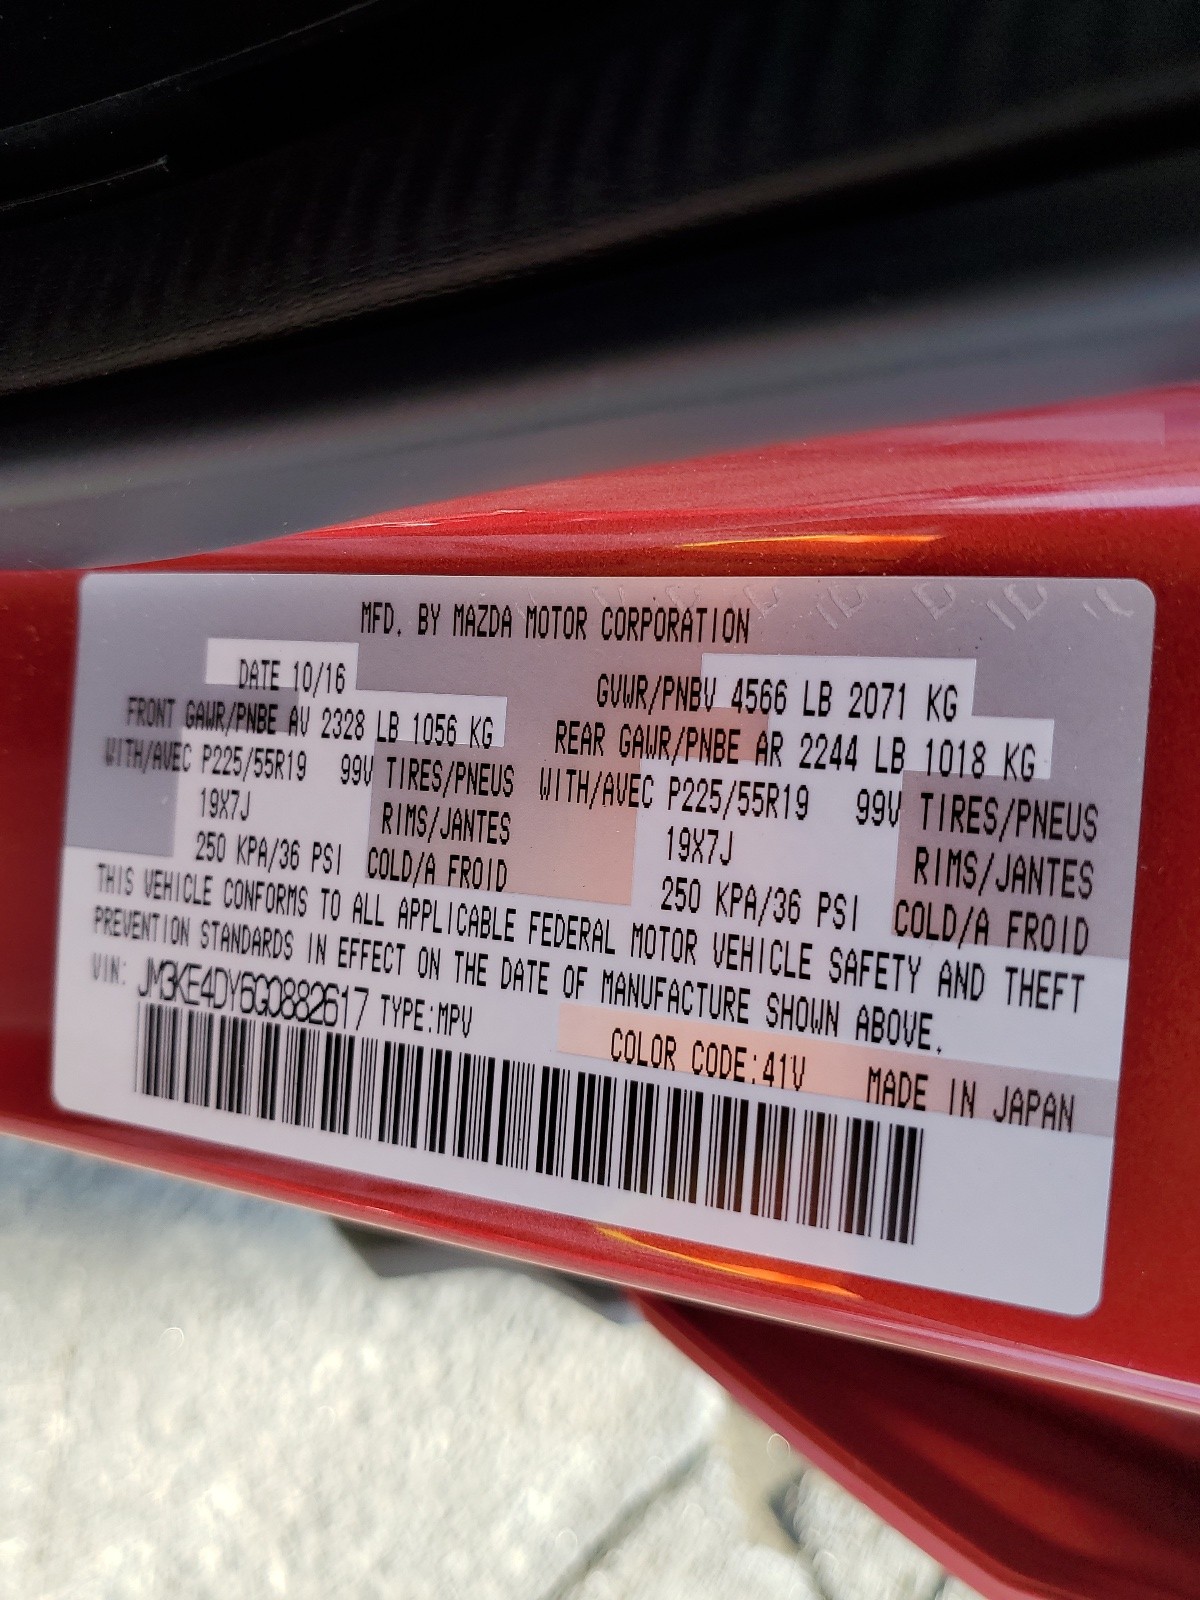 MFD. BY MAZDA MOTOR CORPORATION
DATE 10/16 GVWR/PNBV 4566 LB 2071 KG
FRONT GAWR/PNBE AV 2328 LB 1056 KG REAR GAWR/PNBE AR 2244 LB 1018 KG
WITH/AVEC P225/55R19 99V TIRES/PNEUS WITH/AVEC P225/55R19 99V TIRES/PNEUS
19X7J RIMS/JANTES 19X7J RIMS/JANTES
250 KPA/36 PSI COLD/A FROID 250 KPA/36 PSI COLD/A FROID
THIS VEHICLE CONFORMS TO ALL APPLICABLE FEDERAL MOTOR VEHICLE SAFETY AND THEFT
PREVENTION STANDARDS IN EFFECT ON THE DATE OF MANUFACTURE SHOWN ABOVE.
VIN: JM3KE4DY6G0882617 TYPE:MPV
COLOR CODE:41V MADE IN JAPAN